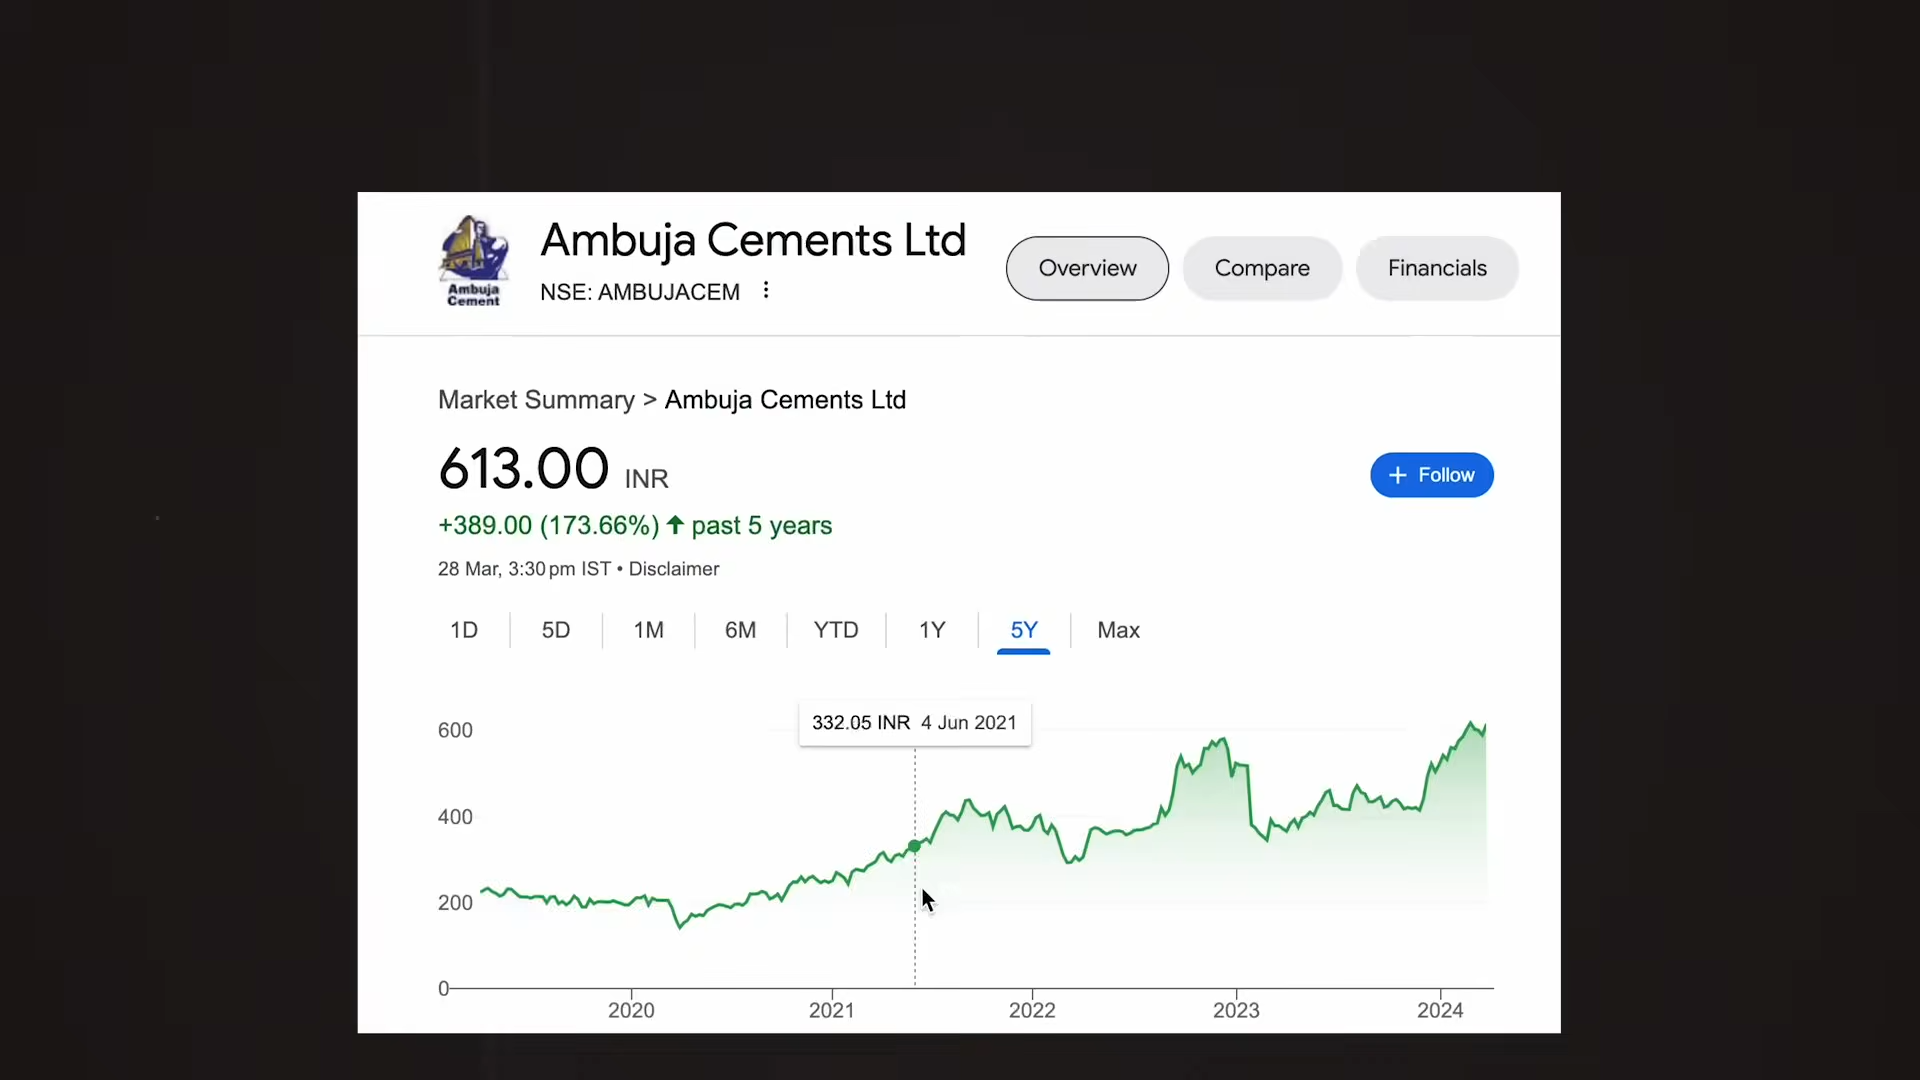 Ambuja Cement
Ambuja Cements Ltd
NSE: AMBUJACEM
Overview
Compare
Financials
Market Summary > Ambuja Cements Ltd
613.00 INR
+389.00 (173.66%) ↑ past 5 years
28 Mar, 3:30 pm IST • Disclaimer
+ Follow
1D 5D 1M 6M YTD 1Y 5Y Max
332.05 INR 4 Jun 2021
600
400
200
0
2020 2021 2022 2023 2024